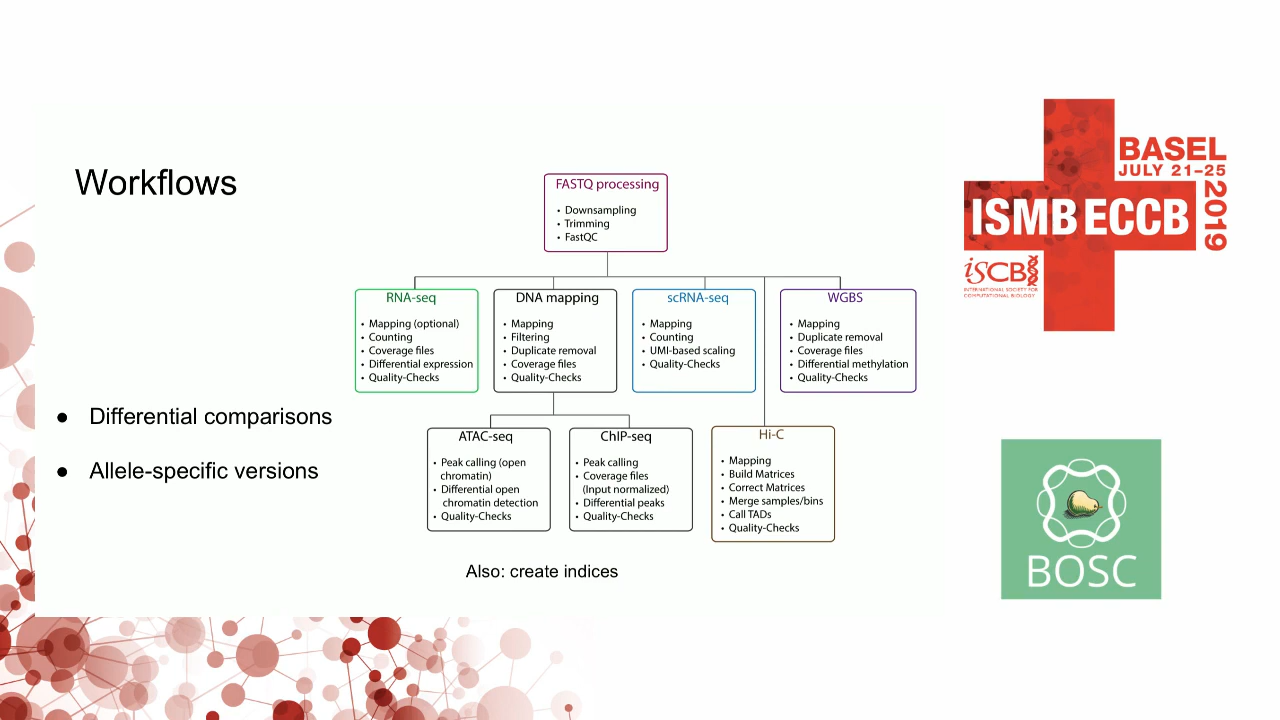 Workflows
FASTQ processing
• Downsampling
• Trimming
• FastQC
RNA-seq
• Mapping (optional)
• Counting
• Coverage files
• Differential expression
• Quality-Checks
DNA mapping
• Mapping
• Filtering
• Duplicate removal
• Coverage files
• Quality-Checks
scRNA-seq
• Mapping
• Counting
• UMI-based scaling
• Quality-Checks
WGBS
• Mapping
• Duplicate removal
• Coverage files
• Differential methylation
• Quality-Checks
● Differential comparisons
● Allele-specific versions
ATAC-seq
• Peak calling (open
chromatin)
• Differential open
chromatin detection
• Quality-Checks
ChIP-seq
• Peak calling
• Coverage files
(Input normalized)
• Differential peaks
• Quality-Checks
Hi-C
• Mapping
• Build Matrices
• Correct Matrices
• Merge samples/bins
• Call TADs
• Quality-Checks
Also: create indices
BASEL
JULY 21–25
2019
ISMB ECCB
ISCB
INTERNATIONAL SOCIETY FOR
COMPUTATIONAL BIOLOGY
BOSC